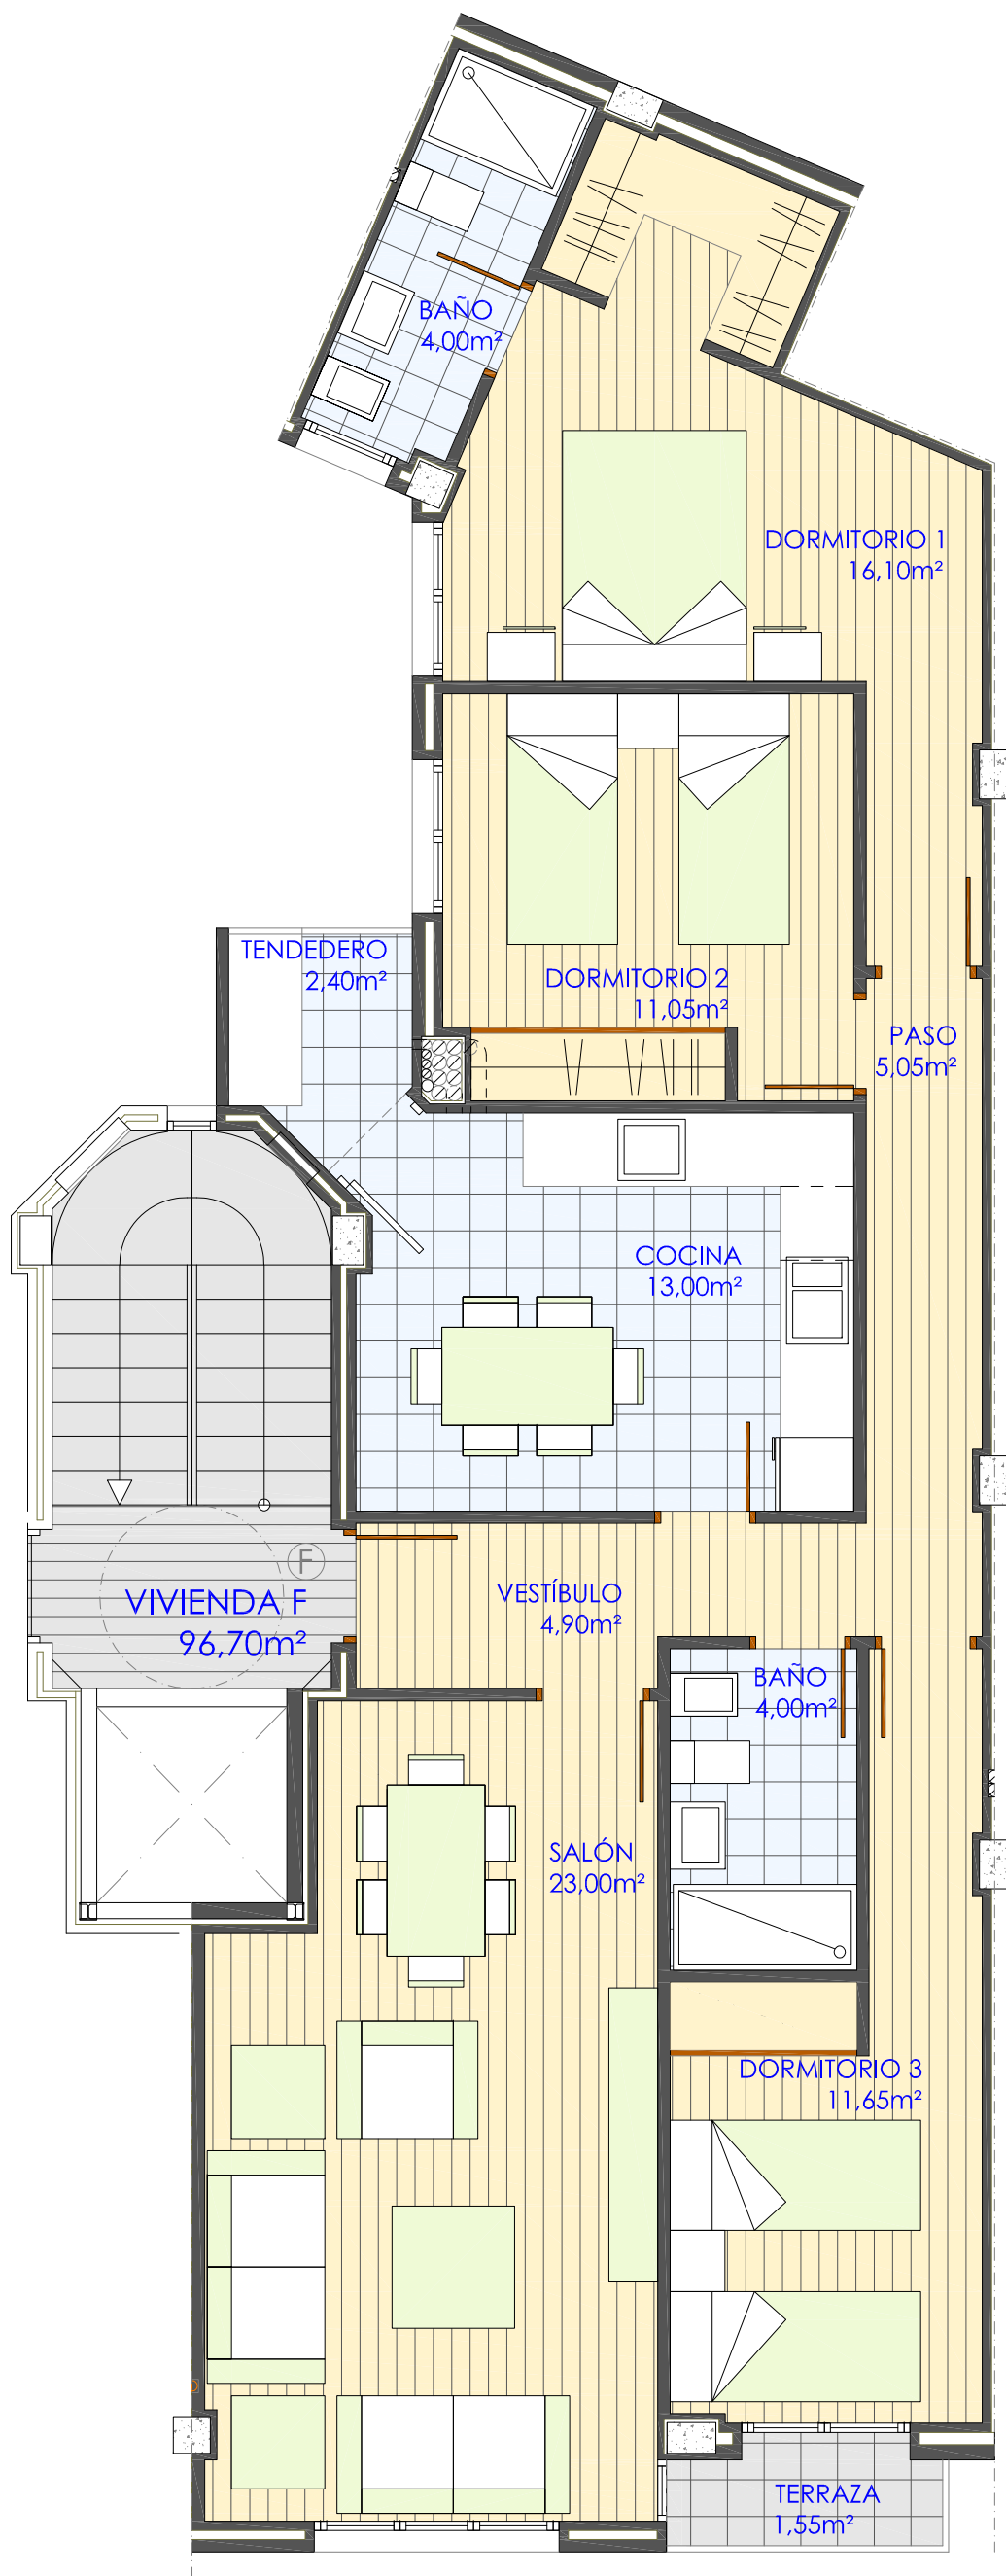 BAÑO
4,00m²
DORMITORIO 1
16,10m²
TENDEDERO
2,40m²
DORMITORIO 2
11,05m²
PASO
5,05m²
COCINA
13,00m²
F
VIVIENDA F
96,70m²
VESTÍBULO
4,90m²
BAÑO
4,00m²
SALÓN
23,00m²
DORMITORIO 3
11,65m²
TERRAZA
1,55m²